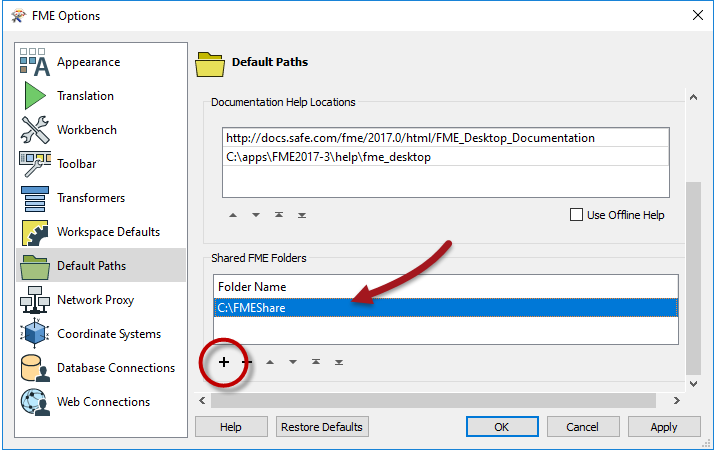 FME Options
Appearance
Translation
Workbench
Toolbar
Transformers
Workspace Defaults
Default Paths
Network Proxy
Coordinate Systems
Database Connections
Web Connections
Default Paths
Documentation Help Locations
http://docs.safe.com/fme/2017.0/html/FME_Desktop_Documentation
C:\apps\FME2017-3\help\fme_desktop
Use Offline Help
Shared FME Folders
Folder Name
C:\FMEShare
Help
Restore Defaults
OK
Cancel
Apply